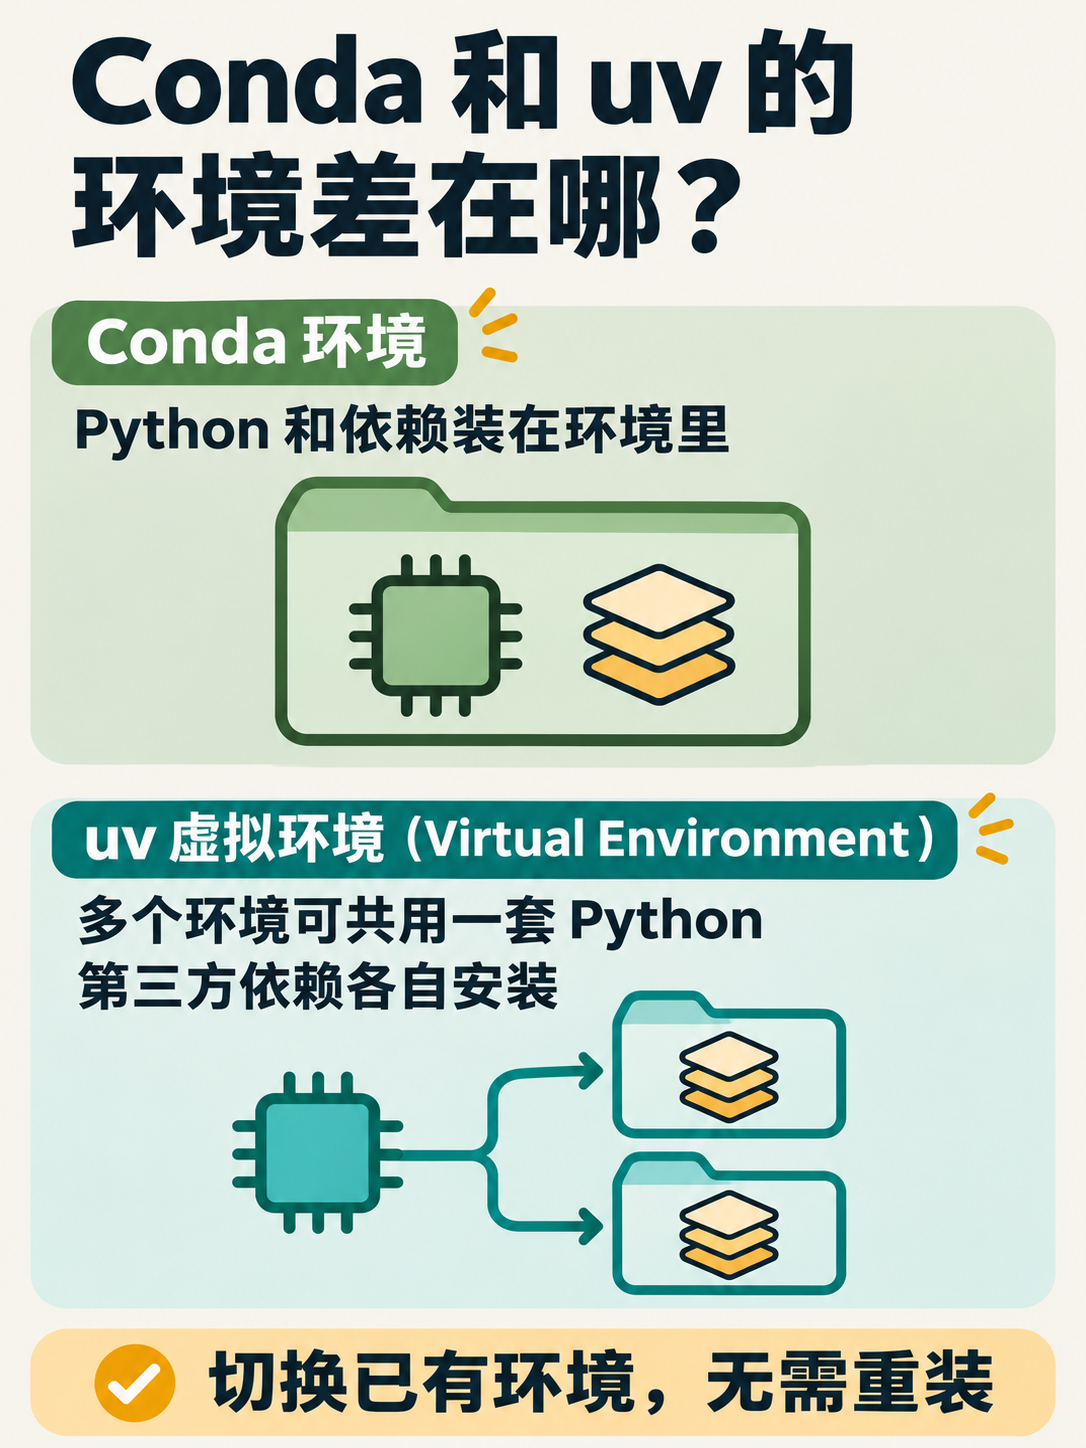 Conda 和 uv 的
环境差在哪？
Conda 环境
Python 和依赖装在环境里
uv 虚拟环境（Virtual Environment）
多个环境可共用一套 Python
第三方依赖各自安装
切换已有环境，无需重装